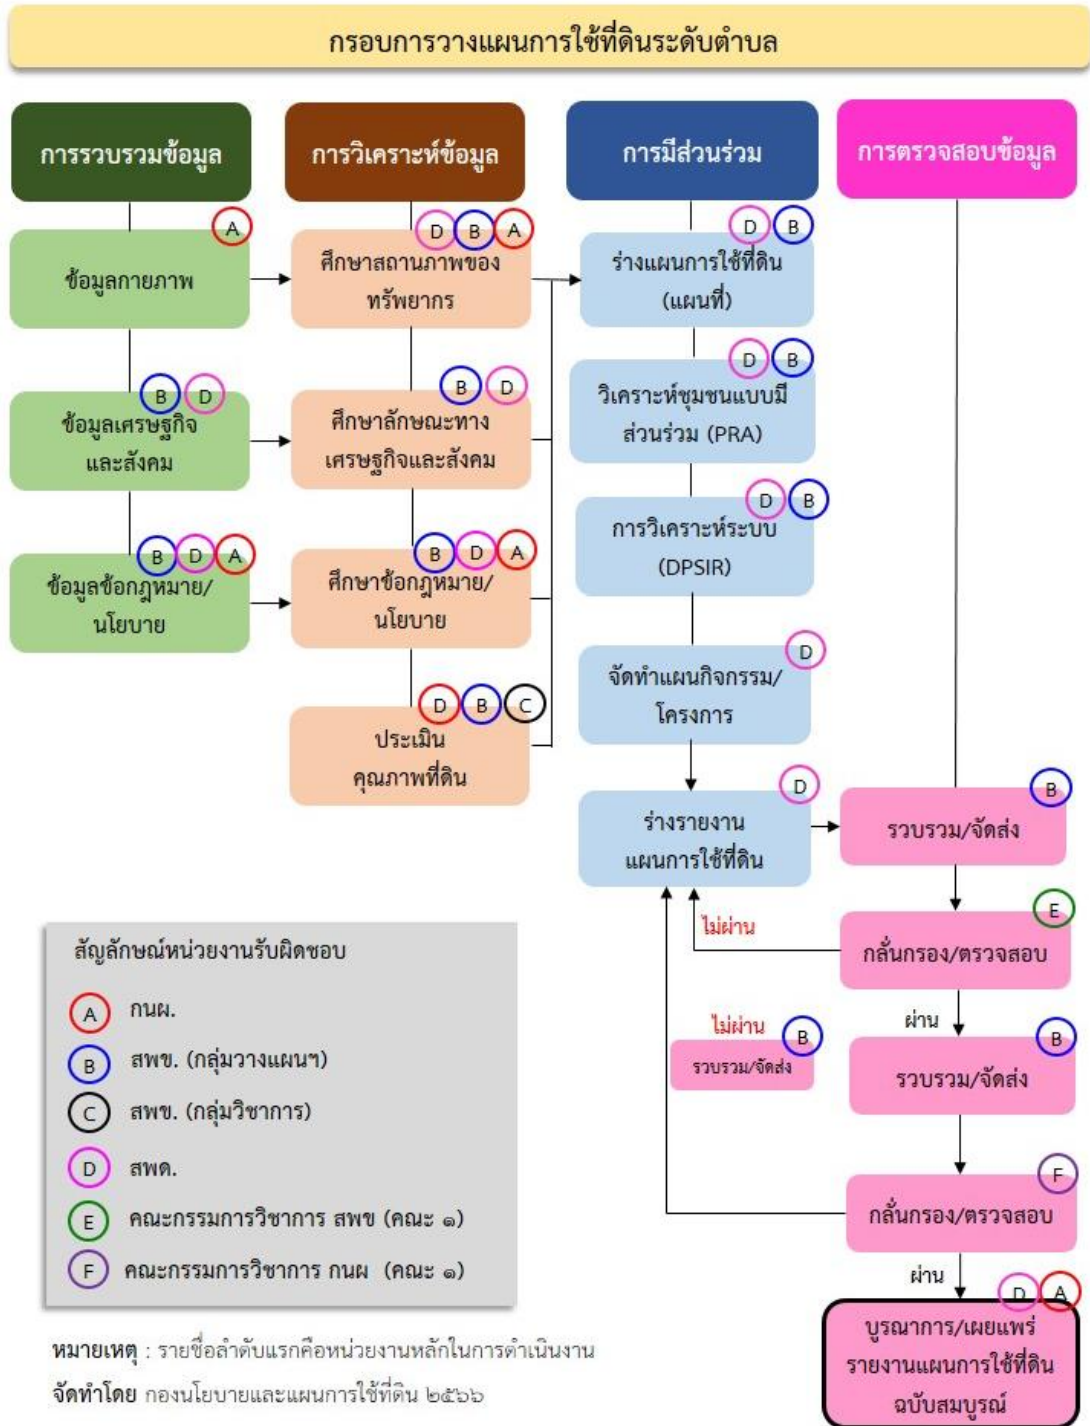 กรอบการวางแผนการใช้ที่ดินระดับตำบล
การรวบรวมข้อมูล
A
ข้อมูลกายภาพ
B D
ข้อมูลเศรษฐกิจ
และสังคม
B D A
ข้อมูลข้อกฎหมาย/
นโยบาย
การวิเคราะห์ข้อมูล
D B A
ศึกษาสถานภาพของ
ทรัพยากร
B D
ศึกษาลักษณะทาง
เศรษฐกิจและสังคม
B D A
ศึกษาข้อกฎหมาย/
นโยบาย
D B C
ประเมิน
คุณภาพที่ดิน
การมีส่วนร่วม
D B
ร่างแผนการใช้ที่ดิน
(แผนที่)
D B
วิเคราะห์ชุมชนแบบมี
ส่วนร่วม (PRA)
D B
การวิเคราะห์ระบบ
(DPSIR)
D
จัดทำแผนกิจกรรม/
โครงการ
D
ร่างรายงาน
แผนการใช้ที่ดิน
การตรวจสอบข้อมูล
B
รวบรวม/จัดส่ง
E
ไม่ผ่าน
กลั่นกรอง/ตรวจสอบ
ผ่าน
ไม่ผ่าน
B
รวบรวม/จัดส่ง
B
รวบรวม/จัดส่ง
F
กลั่นกรอง/ตรวจสอบ
ผ่าน
D A
บูรณาการ/เผยแพร่
รายงานแผนการใช้ที่ดิน
ฉบับสมบูรณ์
สัญลักษณ์หน่วยงานรับผิดชอบ
A กนผ.
B สพข. (กลุ่มวางแผนฯ)
C สพข. (กลุ่มวิชาการ)
D สพด.
E คณะกรรมการวิชาการ สพข (คณะ ๑)
F คณะกรรมการวิชาการ กนผ (คณะ ๑)
หมายเหตุ : รายชื่อลำดับแรกคือหน่วยงานหลักในการดำเนินงาน
จัดทำโดย กองนโยบายและแผนการใช้ที่ดิน ๒๕๖๖